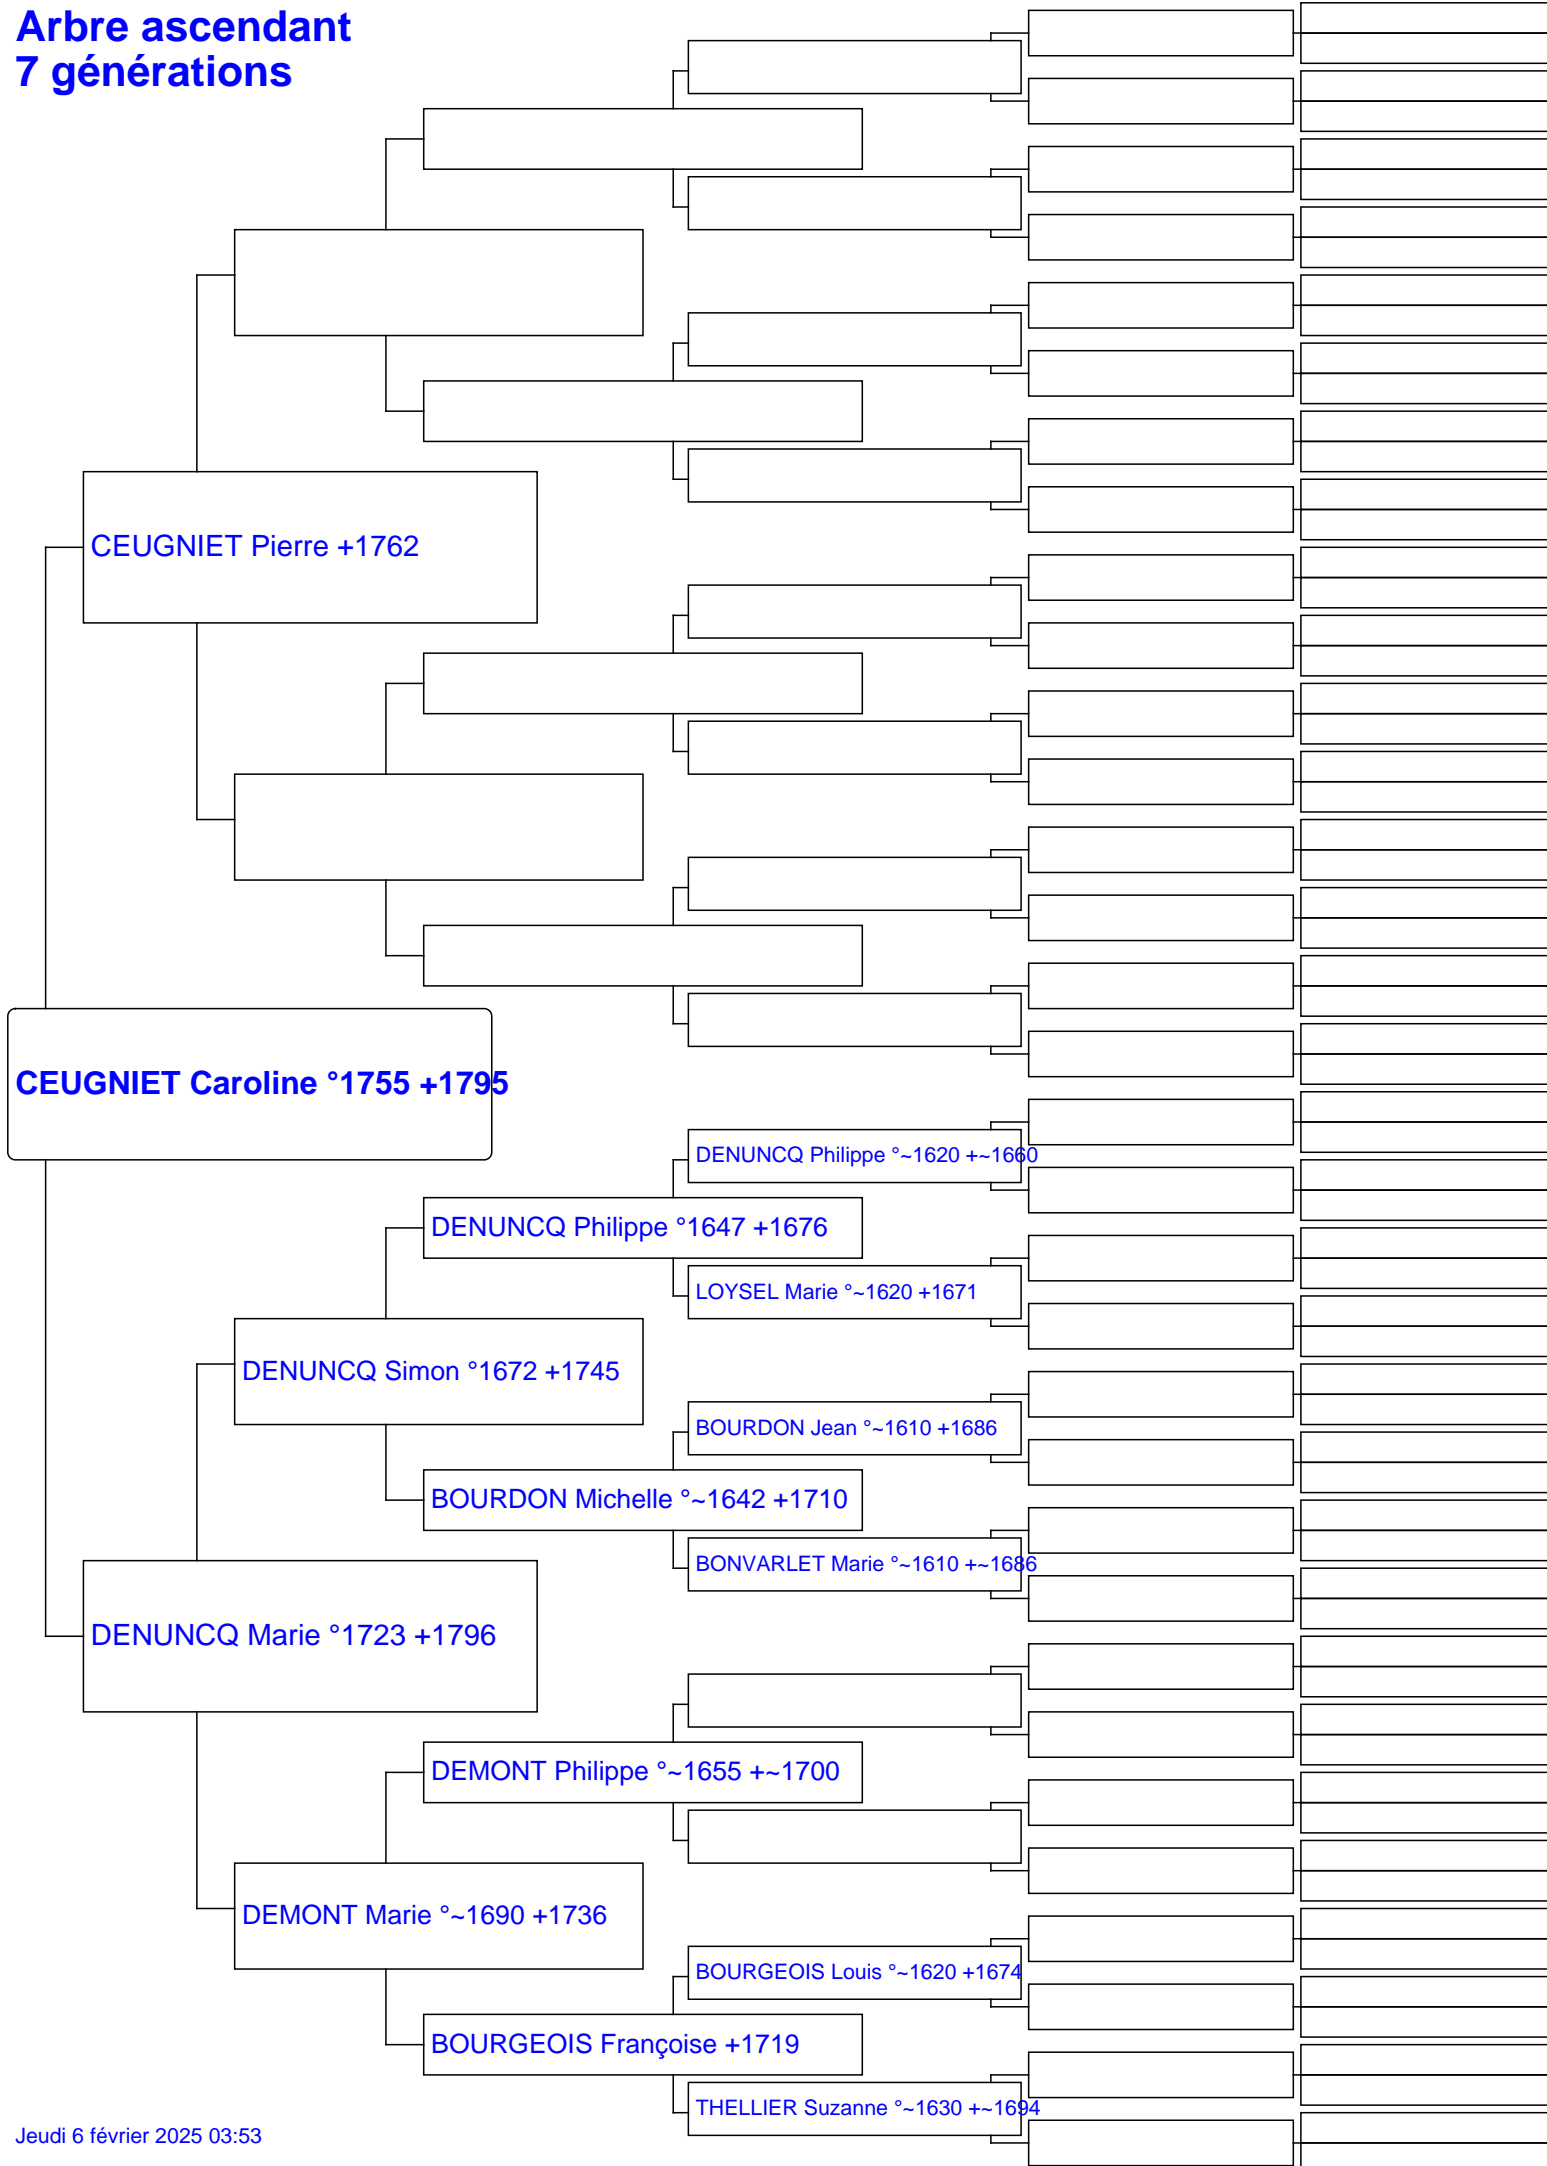 Arbre ascendant
7 générations
CEUGNIET Pierre +1762
CEUGNIET Caroline °1755 +1795
DENUNCQ Philippe °~1620 +~1660
DENUNCQ Philippe °1647 +1676
LOYSEL Marie °~1620 +1671
DENUNCQ Simon °1672 +1745
BOURDON Jean °~1610 +1686
BOURDON Michelle °~1642 +1710
BONVARLET Marie °~1610 +~1686
DENUNCQ Marie °1723 +1796
DEMONT Philippe °~1655 +~1700
DEMONT Marie °~1690 +1736
BOURGEOIS Louis °~1620 +1674
BOURGEOIS Françoise +1719
THELLIER Suzanne °~1630 +~1694
Jeudi 6 février 2025 03:53